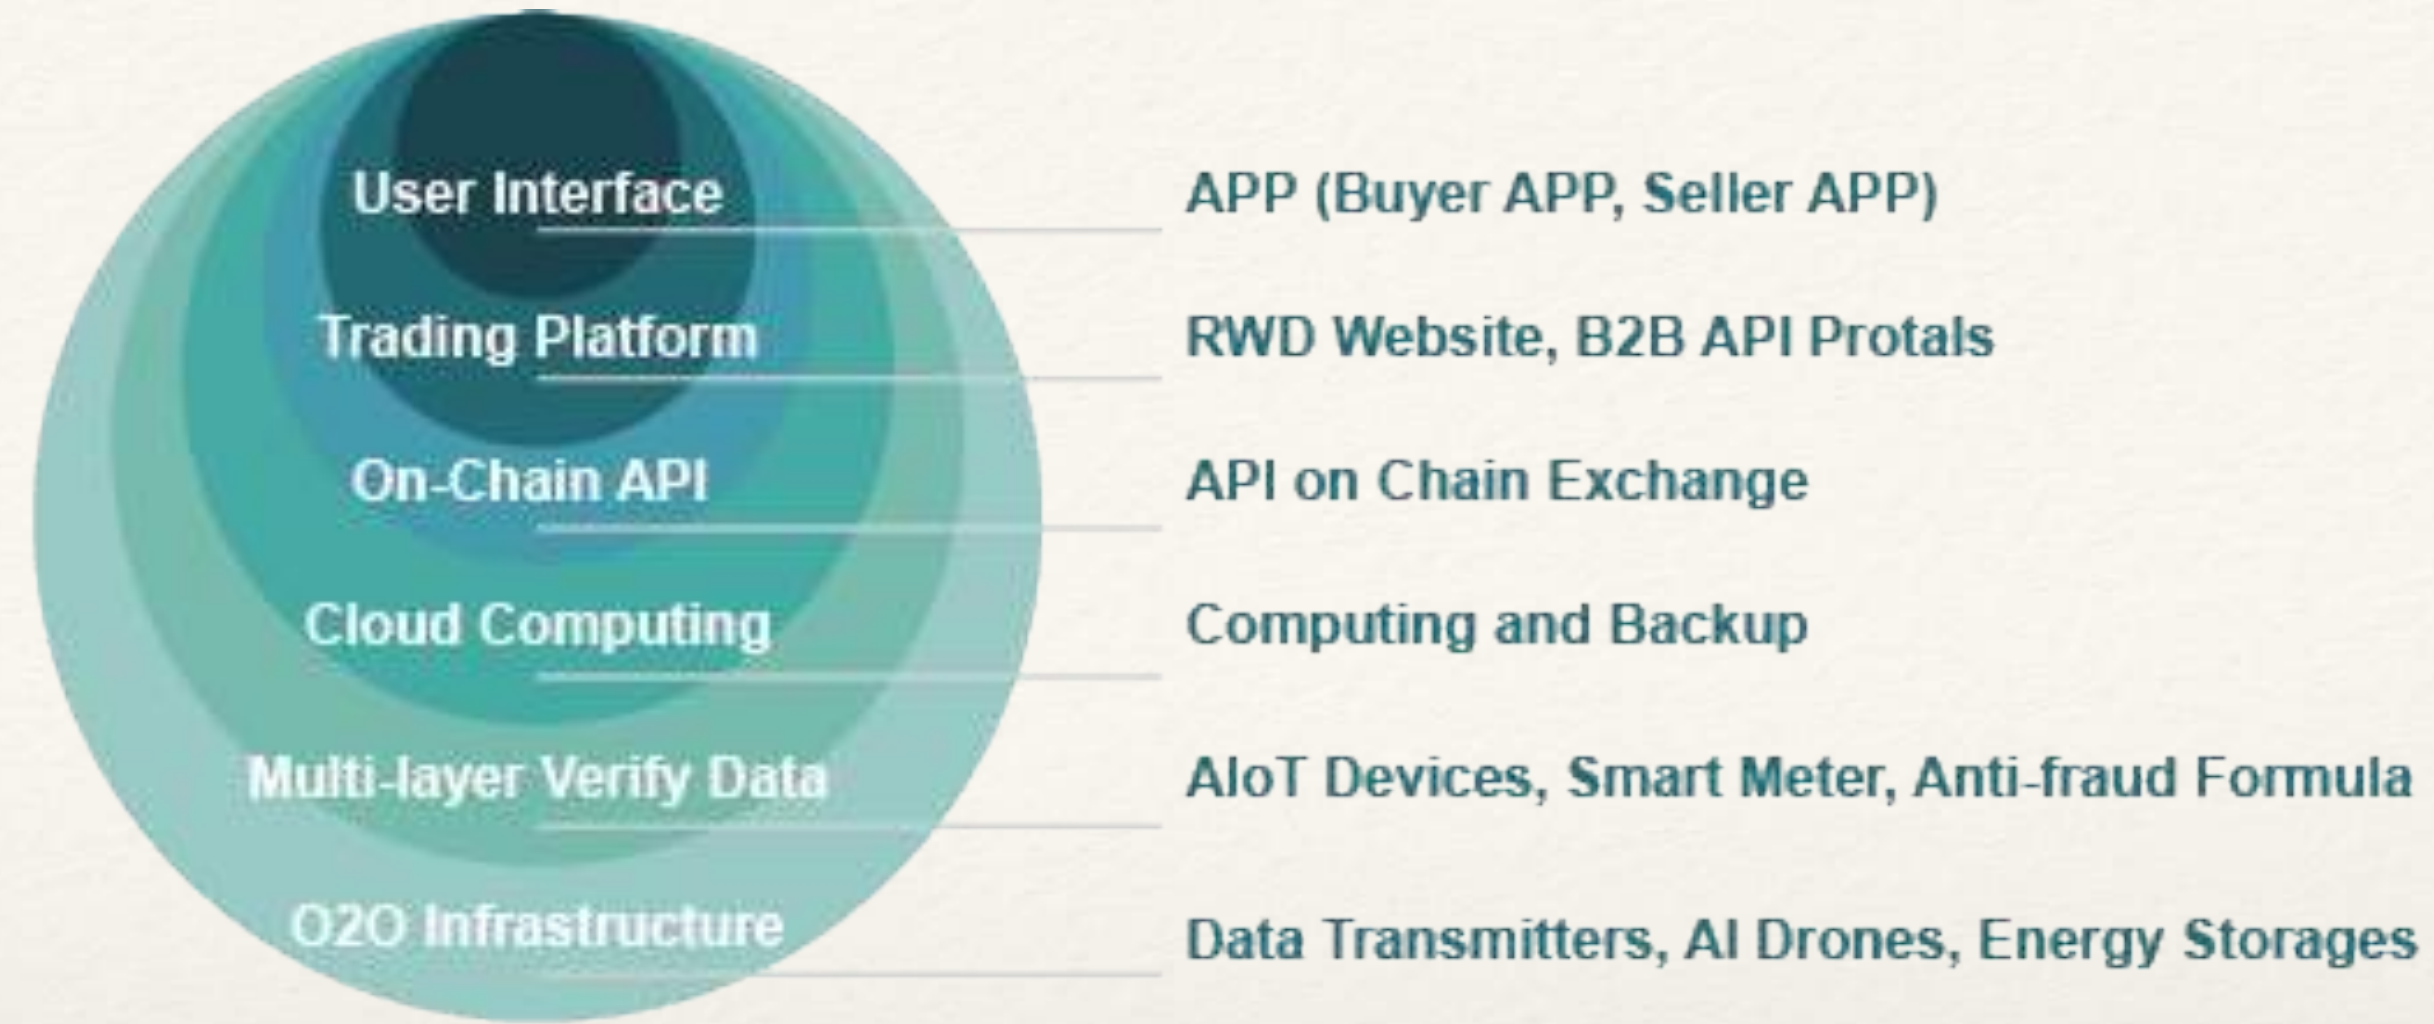 User Interface
APP (Buyer APP, Seller APP)
Trading Platform
RWD Website, B2B API Protals
On-Chain API
API on Chain Exchange
Cloud Computing
Computing and Backup
Multi-layer Verify Data
AIoT Devices, Smart Meter, Anti-fraud Formula
O2O Infrastructure
Data Transmitters, AI Drones, Energy Storages